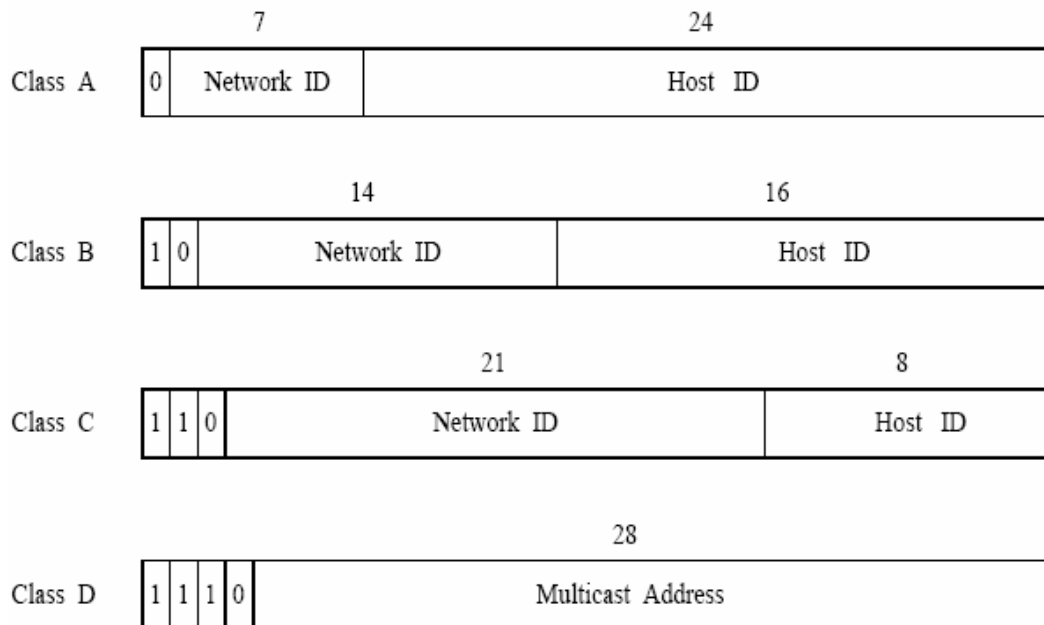 7 24
Class A 0 Network ID Host ID
14 16
Class B 1 0 Network ID Host ID
21 8
Class C 1 1 0 Network ID Host ID
28
Class D 1 1 1 0 Multicast Address